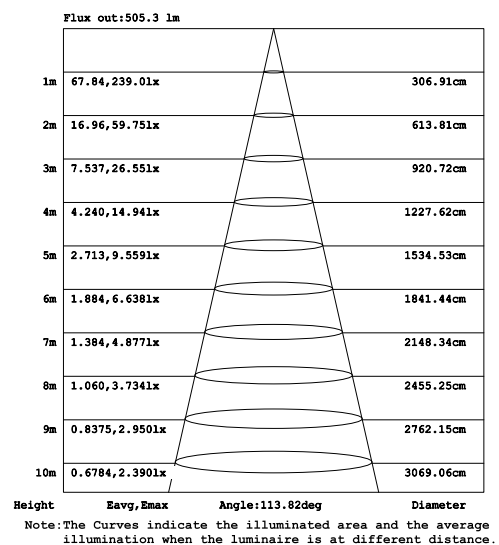 Flux out:505.3 lm
1m 67.84,239.0lx 306.91cm
2m 16.96,59.75lx 613.81cm
3m 7.537,26.55lx 920.72cm
4m 4.240,14.94lx 1227.62cm
5m 2.713,9.559lx 1534.53cm
6m 1.884,6.638lx 1841.44cm
7m 1.384,4.877lx 2148.34cm
8m 1.060,3.734lx 2455.25cm
9m 0.8375,2.950lx 2762.15cm
10m 0.6784,2.390lx 3069.06cm
Height Eavg,Emax Angle:113.82deg Diameter
Note:The Curves indicate the illuminated area and the average
illumination when the luminaire is at different distance.